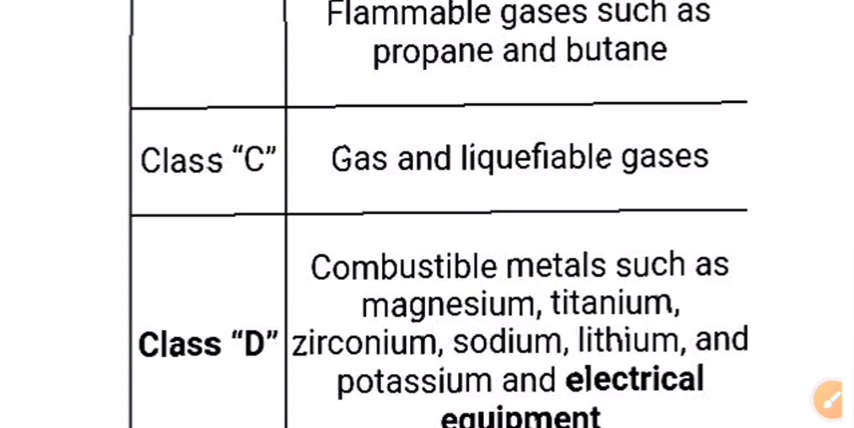 Flammable gases such as
propane and butane
Class “C”
Gas and liquefiable gases
Combustible metals such as
magnesium, titanium,
Class “D” zirconium, sodium, lithium, and
potassium and electrical
equipment